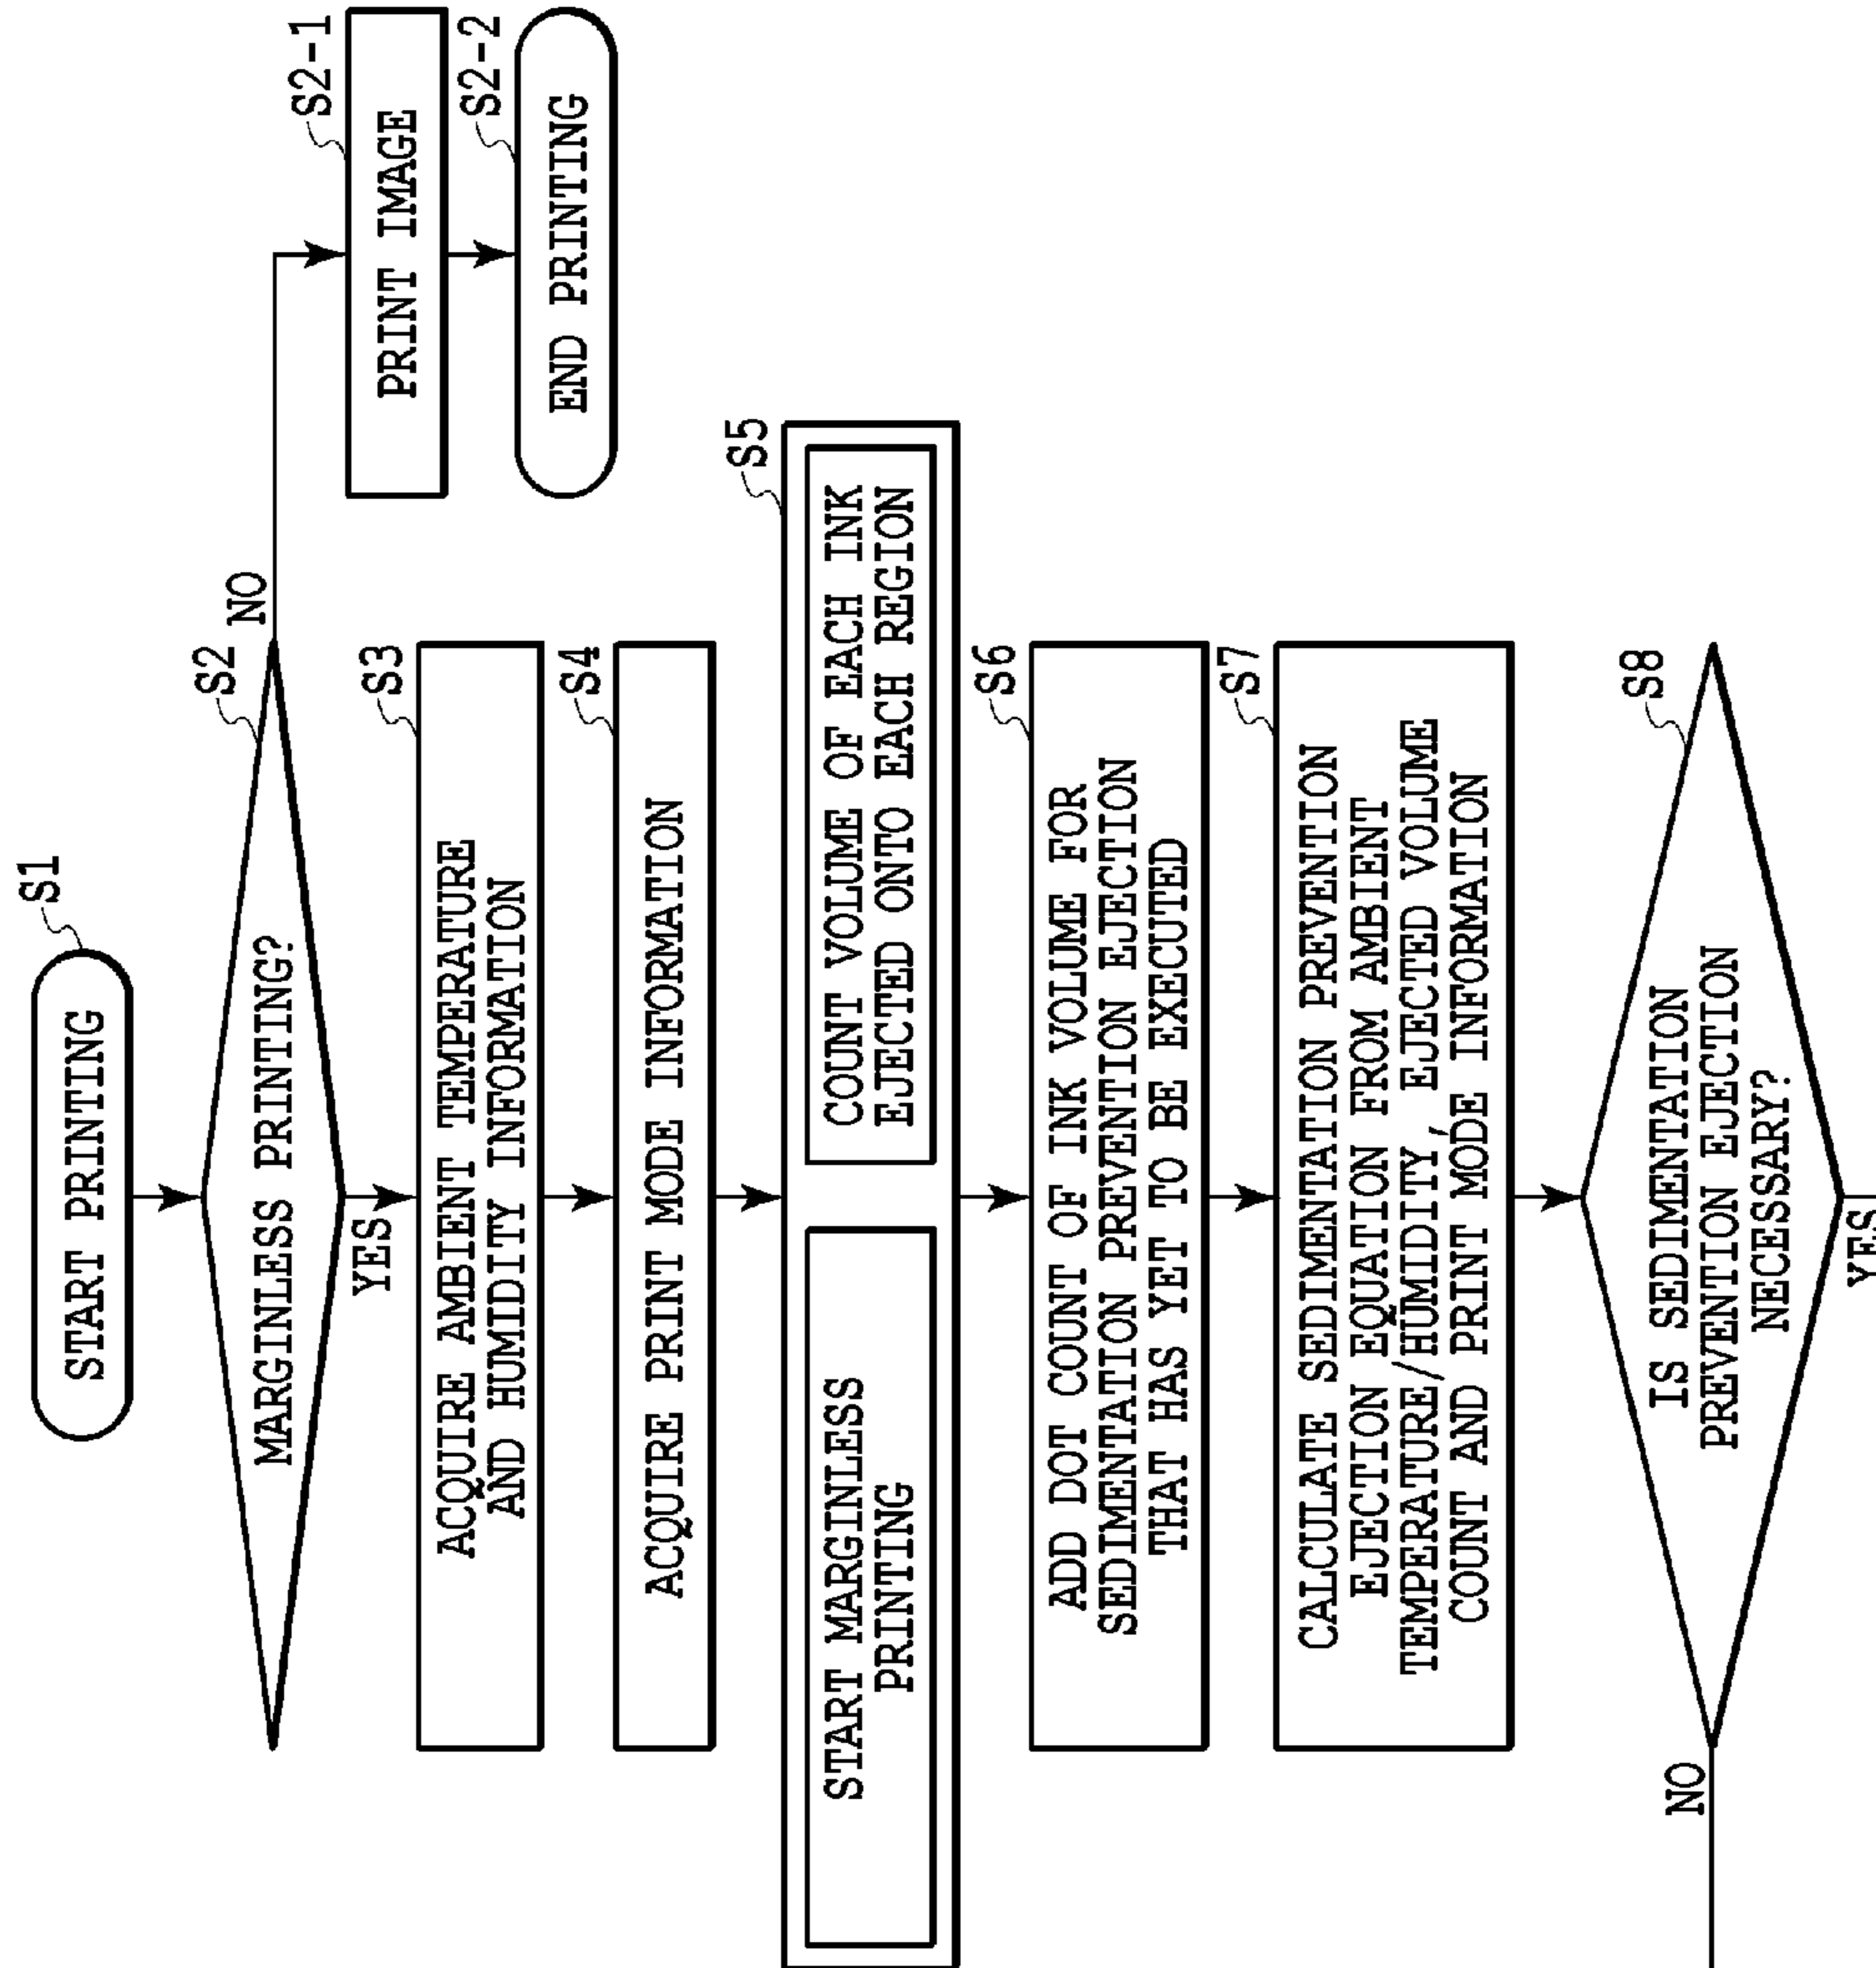 START PRINTING
S1
MARGINLESS PRINTING?
S2
NO
PRINT IMAGE
S2-1
END PRINTING
S2-2
YES
ACQUIRE AMBIENT TEMPERATURE
AND HUMIDITY INFORMATION
S3
ACQUIRE PRINT MODE INFORMATION
S4
START MARGINLESS
PRINTING
COUNT VOLUME OF EACH INK
EJECTED ONTO EACH REGION
S5
ADD DOT COUNT OF INK VOLUME FOR
SEDIMENTATION PREVENTION EJECTION
THAT HAS YET TO BE EXECUTED
S6
CALCULATE SEDIMENTATION PREVENTION
EJECTION EQUATION FROM AMBIENT
TEMPERATURE/HUMIDITY, EJECTED VOLUME
COUNT AND PRINT MODE INFORMATION
S7
IS SEDIMENTATION
PREVENTION EJECTION
NECESSARY?
S8
NO
YES